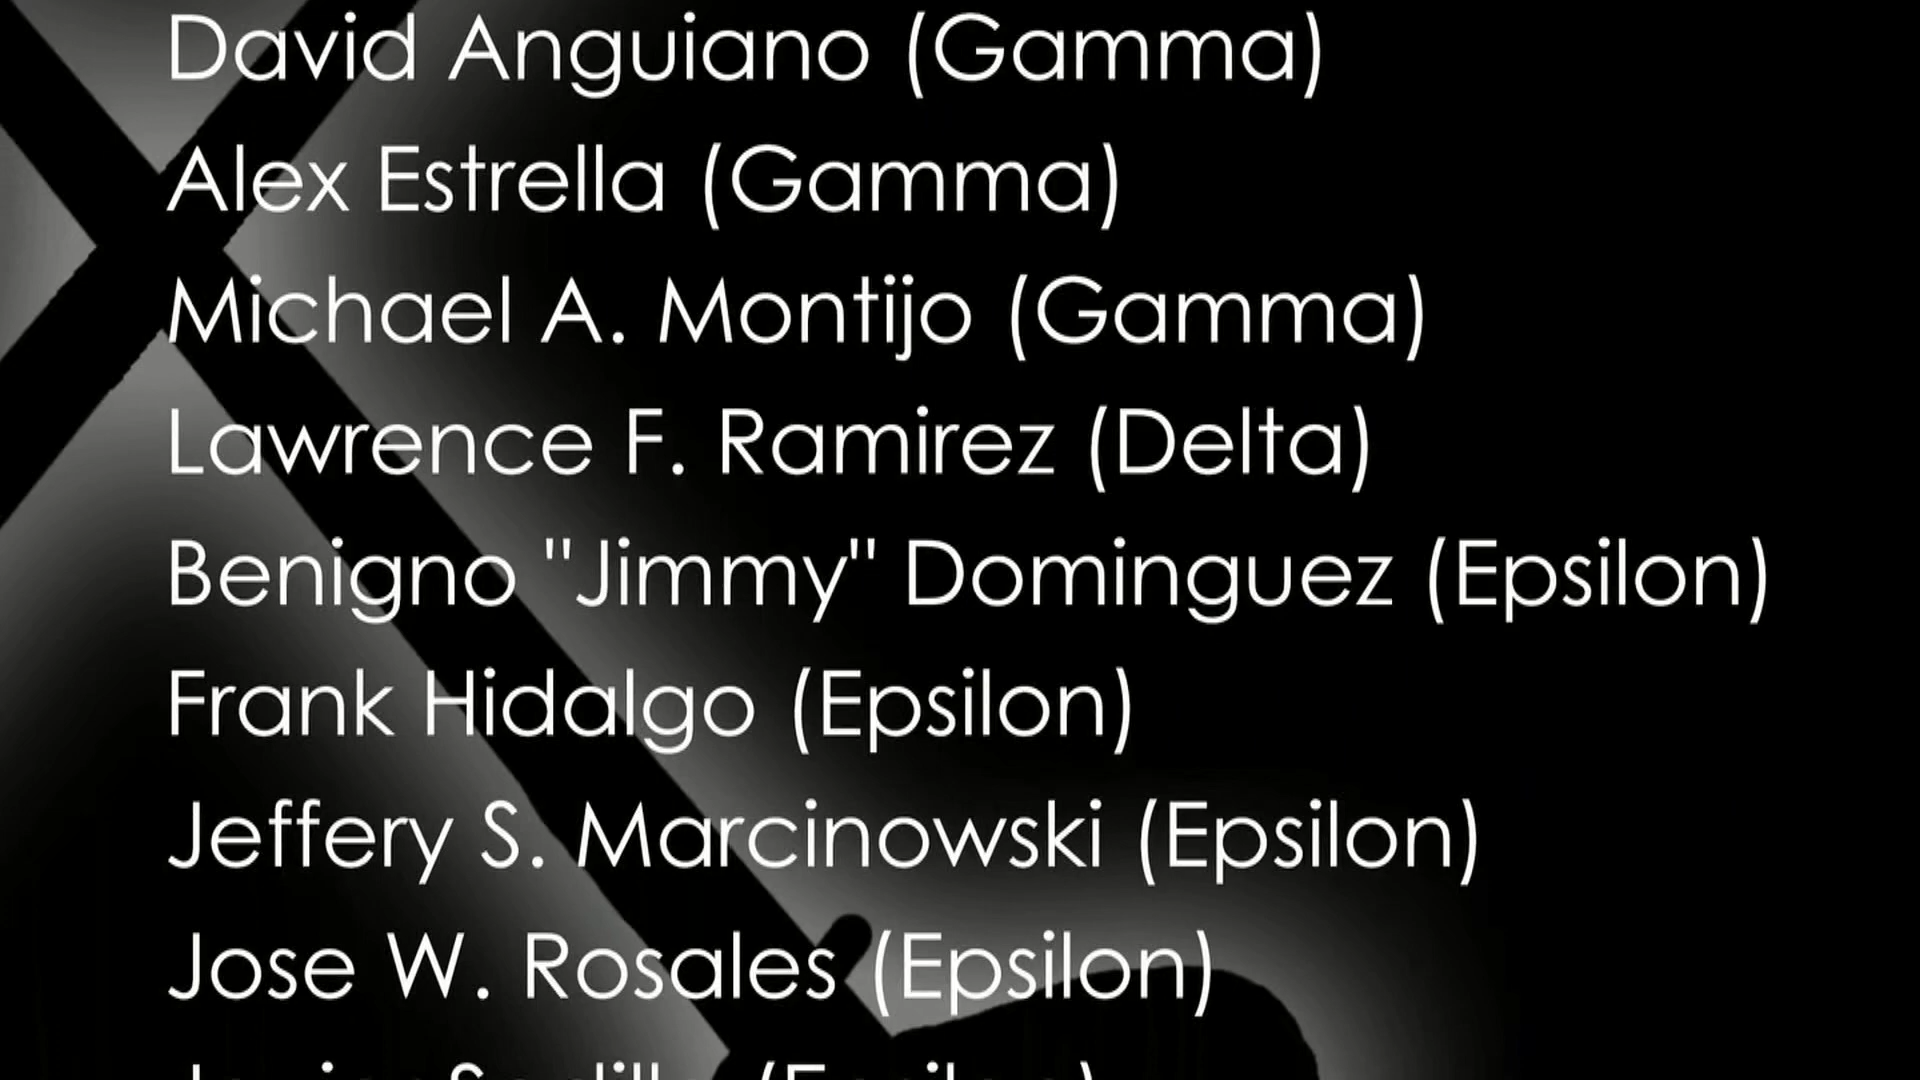 David Anguiano (Gamma)
Alex Estrella (Gamma)
Michael A. Montijo (Gamma)
Lawrence F. Ramirez (Delta)
Benigno "Jimmy" Dominguez (Epsilon)
Frank Hidalgo (Epsilon)
Jeffery S. Marcinowski (Epsilon)
Jose W. Rosales (Epsilon)
(Epsilon)